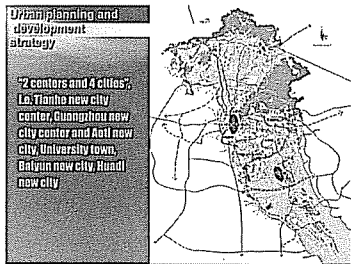 Urban planning and
development
strategy
"2 centers and 4 cities",
i.e, Tianhe new city
center, Guangzhou new
city center and Aoti new
city, University town,
Baiyun new city, Huadi
new city